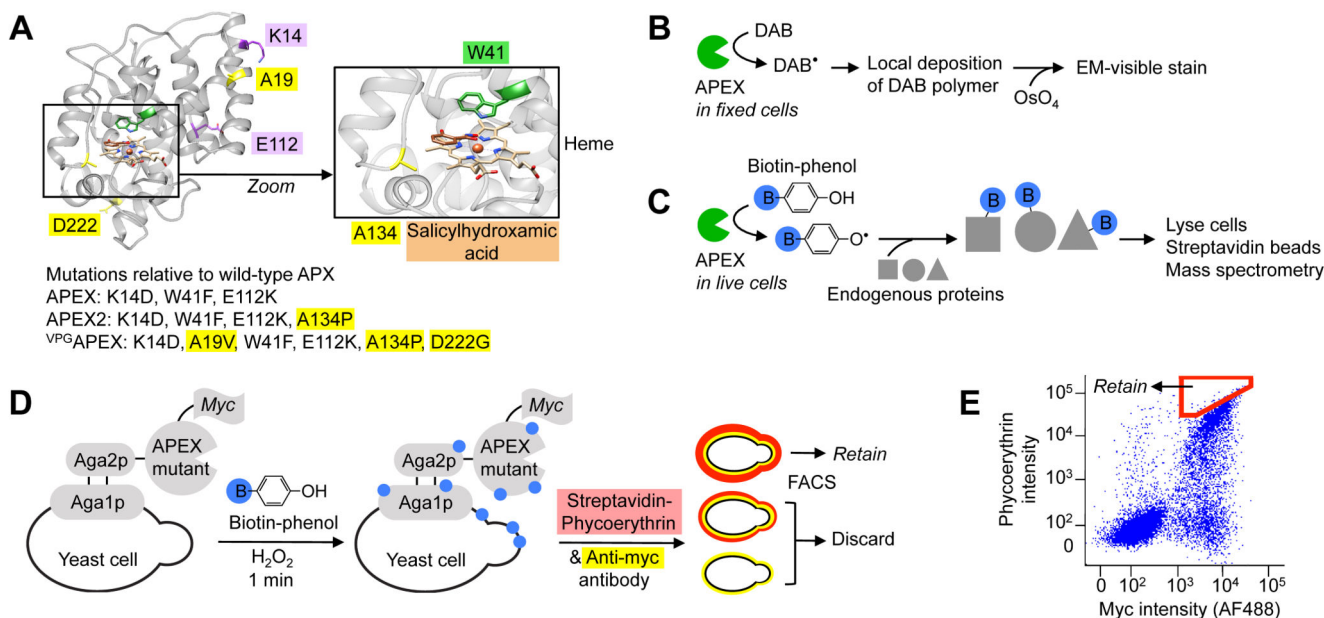 A
K14
A19
W41
E112
Heme
Zoom
D222
A134
Salicylhydroxamic
acid
Mutations relative to wild-type APX
APEX: K14D, W41F, E112K
APEX2: K14D, W41F, E112K, A134P
VPGAPEX: K14D, A19V, W41F, E112K, A134P, D222G
B
DAB
DAB•
APEX
in fixed cells
Local deposition
of DAB polymer
OsO4
EM-visible stain
C
Biotin-phenol
B
OH
B
O•
APEX
in live cells
Endogenous proteins
B
B
B
Lyse cells
Streptavidin beads
Mass spectrometry
D
Myc
APEX
mutant
Aga2p
Aga1p
Yeast cell
B
OH
Biotin-phenol
H2O2
1 min
Myc
APEX
mutant
Aga2p
Aga1p
Yeast cell
Streptavidin-
Phycoerythrin
& Anti-myc
antibody
Retain
FACS
Discard
E
Retain
Phycoerythrin
intensity
10^5
10^4
10^3
10^2
0
0 10^2 10^3 10^4 10^5
Myc intensity (AF488)